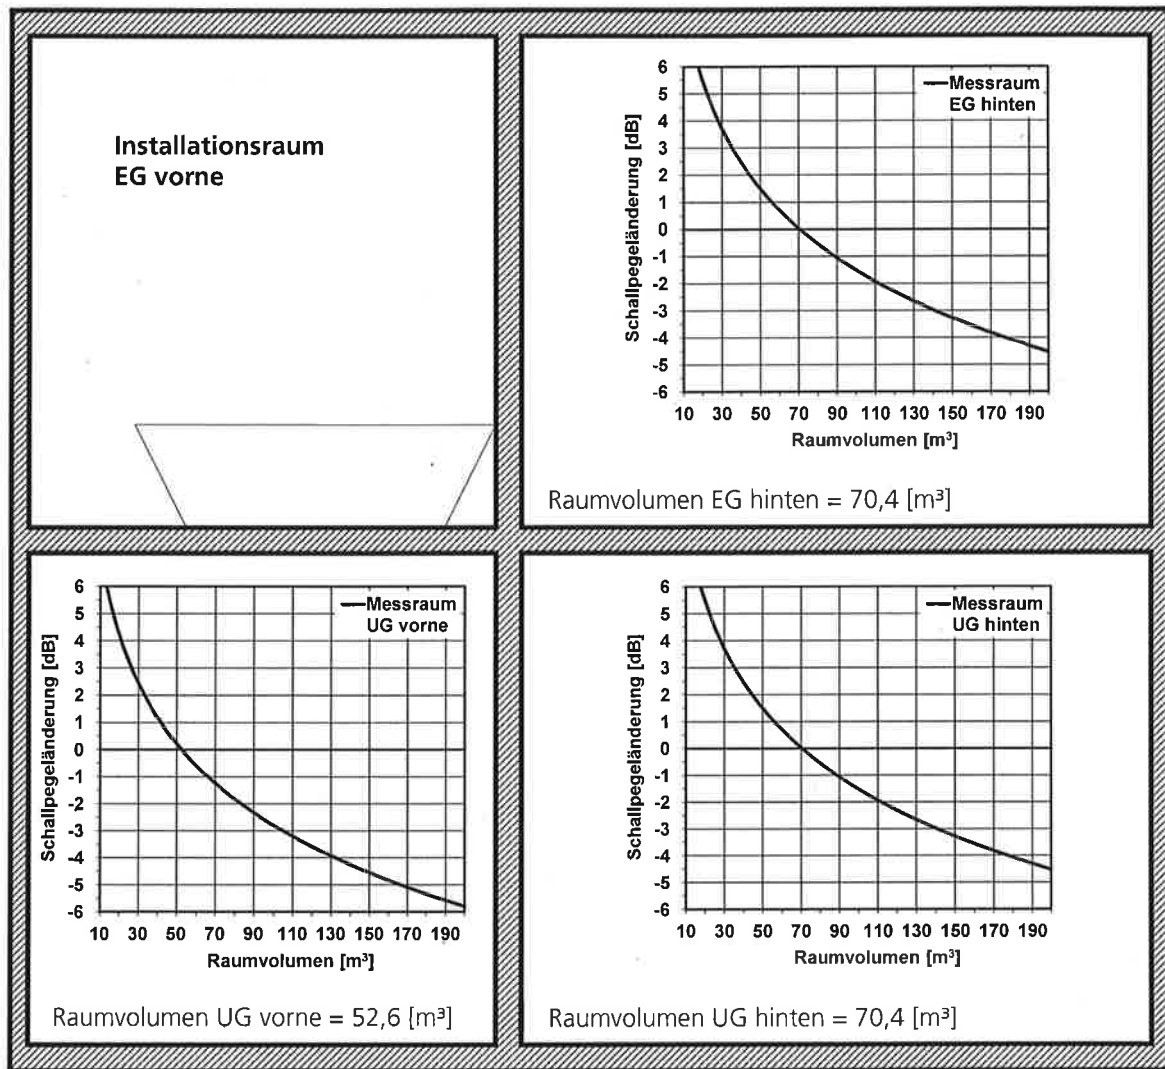 Installationsraum
EG vorne
Schallpegeländerung [dB]
6
5
4
3
2
1
0
-1
-2
-3
-4
-5
-6
Messraum
EG hinten
10 30 50 70 90 110 130 150 170 190
Raumvolumen [m³]
Raumvolumen EG hinten = 70,4 [m³]
Schallpegeländerung [dB]
6
5
4
3
2
1
0
-1
-2
-3
-4
-5
-6
Messraum
UG vorne
10 30 50 70 90 110 130 150 170 190
Raumvolumen [m³]
Raumvolumen UG vorne = 52,6 [m³]
Schallpegeländerung [dB]
6
5
4
3
2
1
0
-1
-2
-3
-4
-5
-6
Messraum
UG hinten
10 30 50 70 90 110 130 150 170 190
Raumvolumen [m³]
Raumvolumen UG hinten = 70,4 [m³]